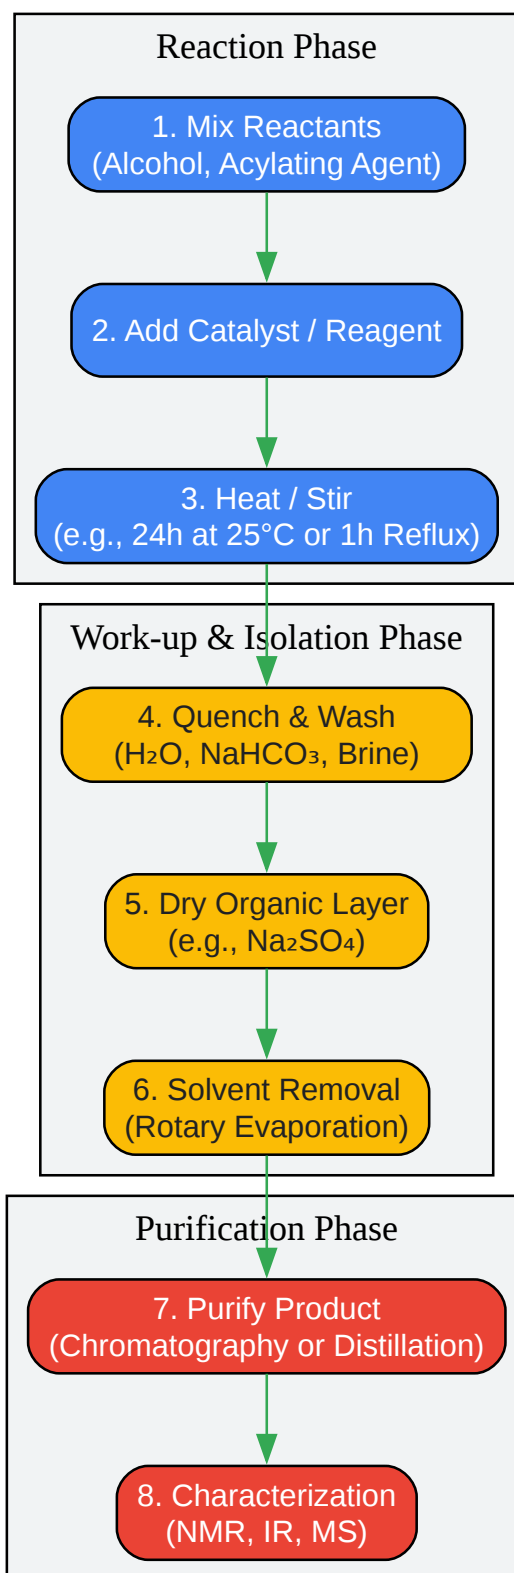 Reaction Phase
1. Mix Reactants
(Alcohol, Acylating Agent)
2. Add Catalyst / Reagent
3. Heat / Stir
(e.g., 24h at 25°C or 1h Reflux)
Work-up & Isolation Phase
4. Quench & Wash
(H₂O, NaHCO₃, Brine)
5. Dry Organic Layer
(e.g., Na₂SO₄)
6. Solvent Removal
(Rotary Evaporation)
Purification Phase
7. Purify Product
(Chromatography or Distillation)
8. Characterization
(NMR, IR, MS)